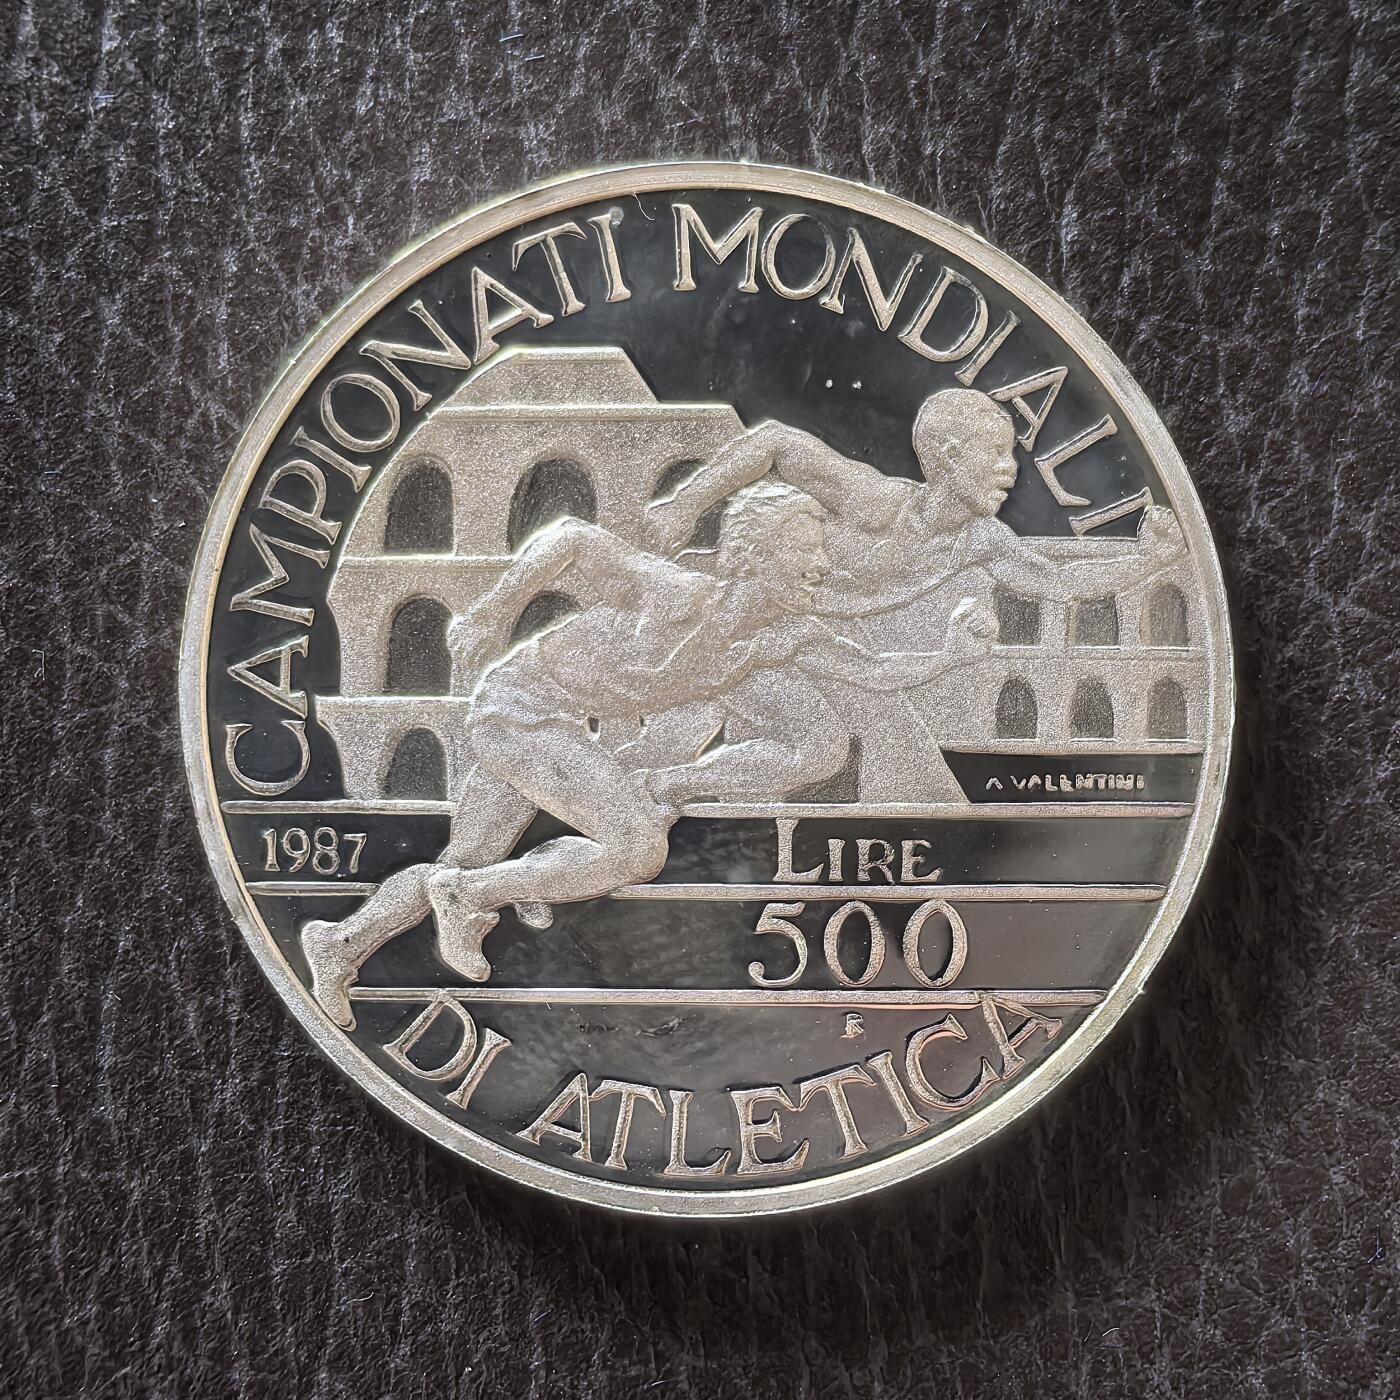 CAMPIONATI MONDIALI
A VALENTINI
1987
LIRE
500
R
DI ATLETICA